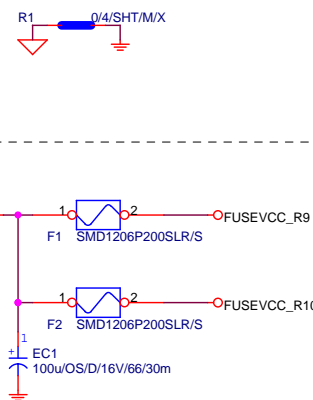 R1 0/4/SHT/M/X
1 2 FUSEVCC_R9
F1 SMD1206P200SLR/S
1 2 FUSEVCC_R10
F2 SMD1206P200SLR/S
1
+ EC1
100u/OS/D/16V/66/30m